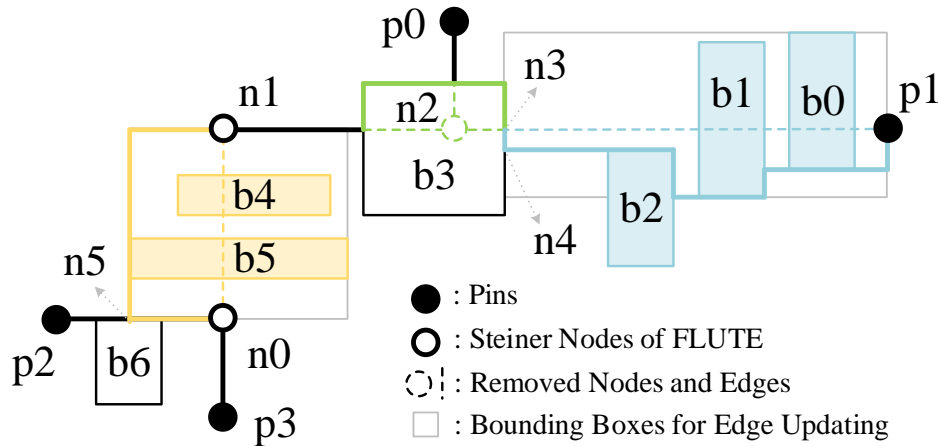 p0
n3
n1
n2
b1
b0
p1
b3
b4
b2
n5
b5
n4
: Pins
p2
b6
n0
: Steiner Nodes of FLUTE
: Removed Nodes and Edges
p3
: Bounding Boxes for Edge Updating